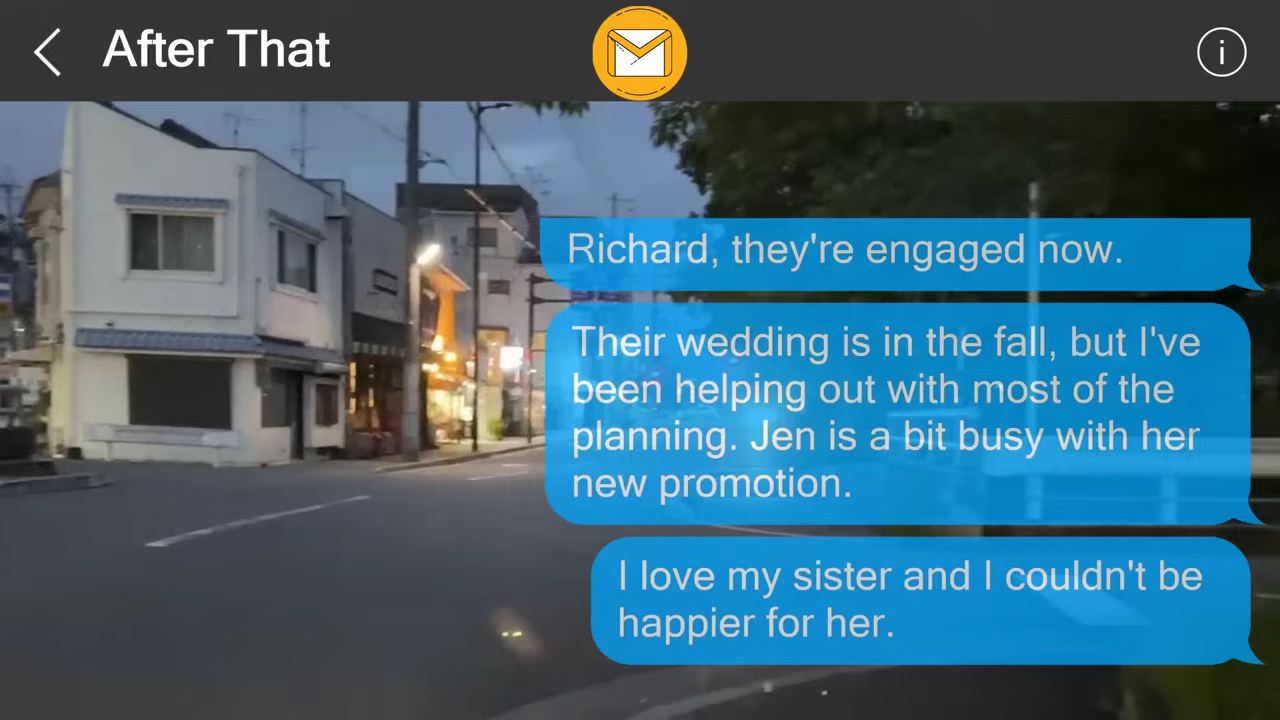 After That
i
Richard, they're engaged now.
Their wedding is in the fall, but I've
been helping out with most of the
planning. Jen is a bit busy with her
new promotion.
I love my sister and I couldn't be
happier for her.